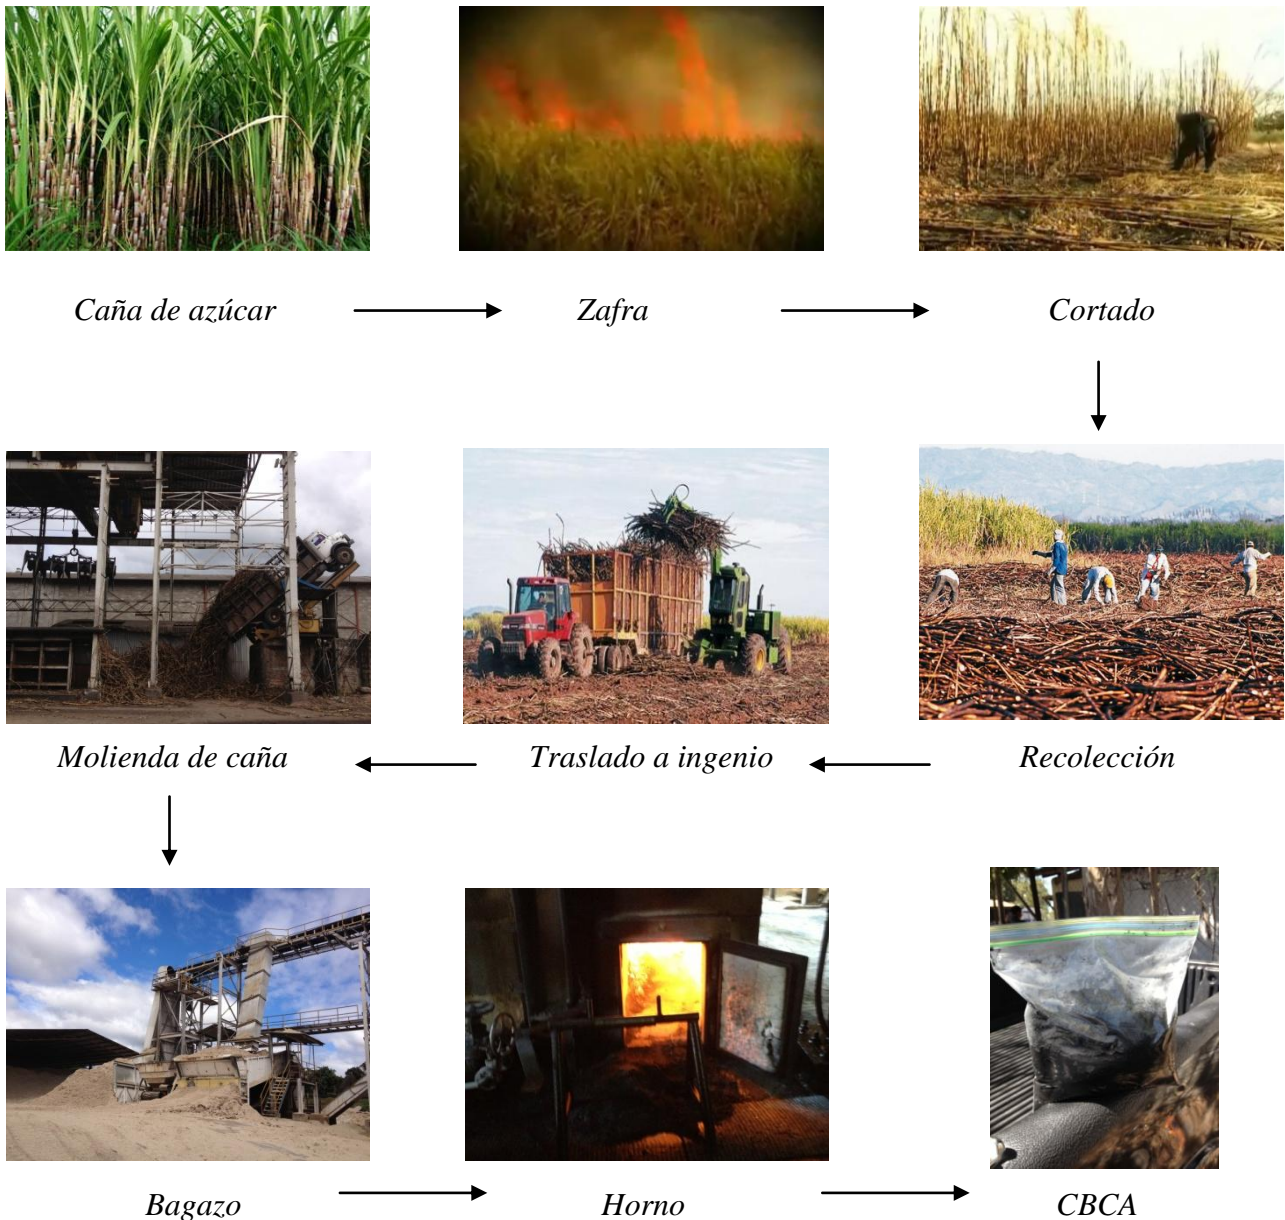 Caña de azúcar
Zafra
Cortado
Molienda de caña
Traslado a ingenio
Recolección
Bagazo
Horno
CBCA